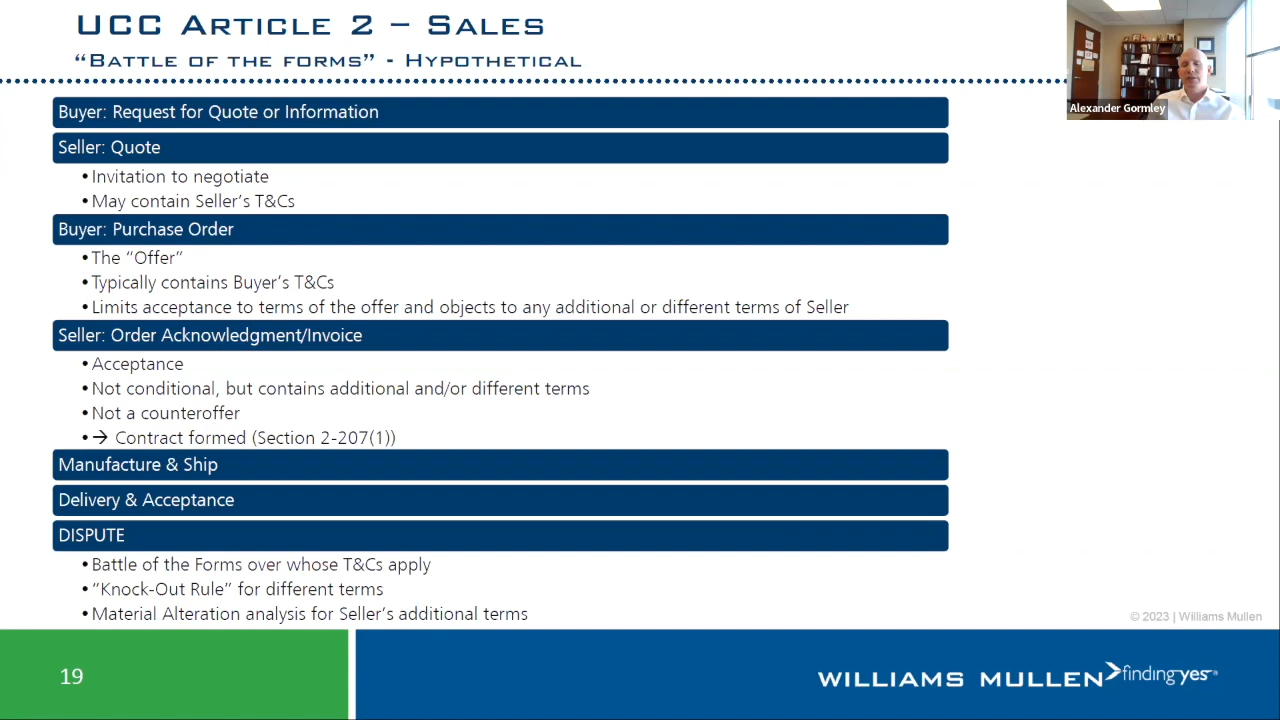 UCC ARTICLE 2 – SALES
“BATTLE OF THE FORMS” - HYPOTHETICAL
Alexander Gormley
Buyer: Request for Quote or Information
Seller: Quote
•Invitation to negotiate
•May contain Seller’s T&Cs
Buyer: Purchase Order
•The “Offer”
•Typically contains Buyer’s T&Cs
•Limits acceptance to terms of the offer and objects to any additional or different terms of Seller
Seller: Order Acknowledgment/Invoice
•Acceptance
•Not conditional, but contains additional and/or different terms
•Not a counteroffer
•→ Contract formed (Section 2-207(1))
Manufacture & Ship
Delivery & Acceptance
DISPUTE
•Battle of the Forms over whose T&Cs apply
•“Knock-Out Rule” for different terms
•Material Alteration analysis for Seller’s additional terms
© 2023 | Williams Mullen
19
WILLIAMS MULLEN finding yes®